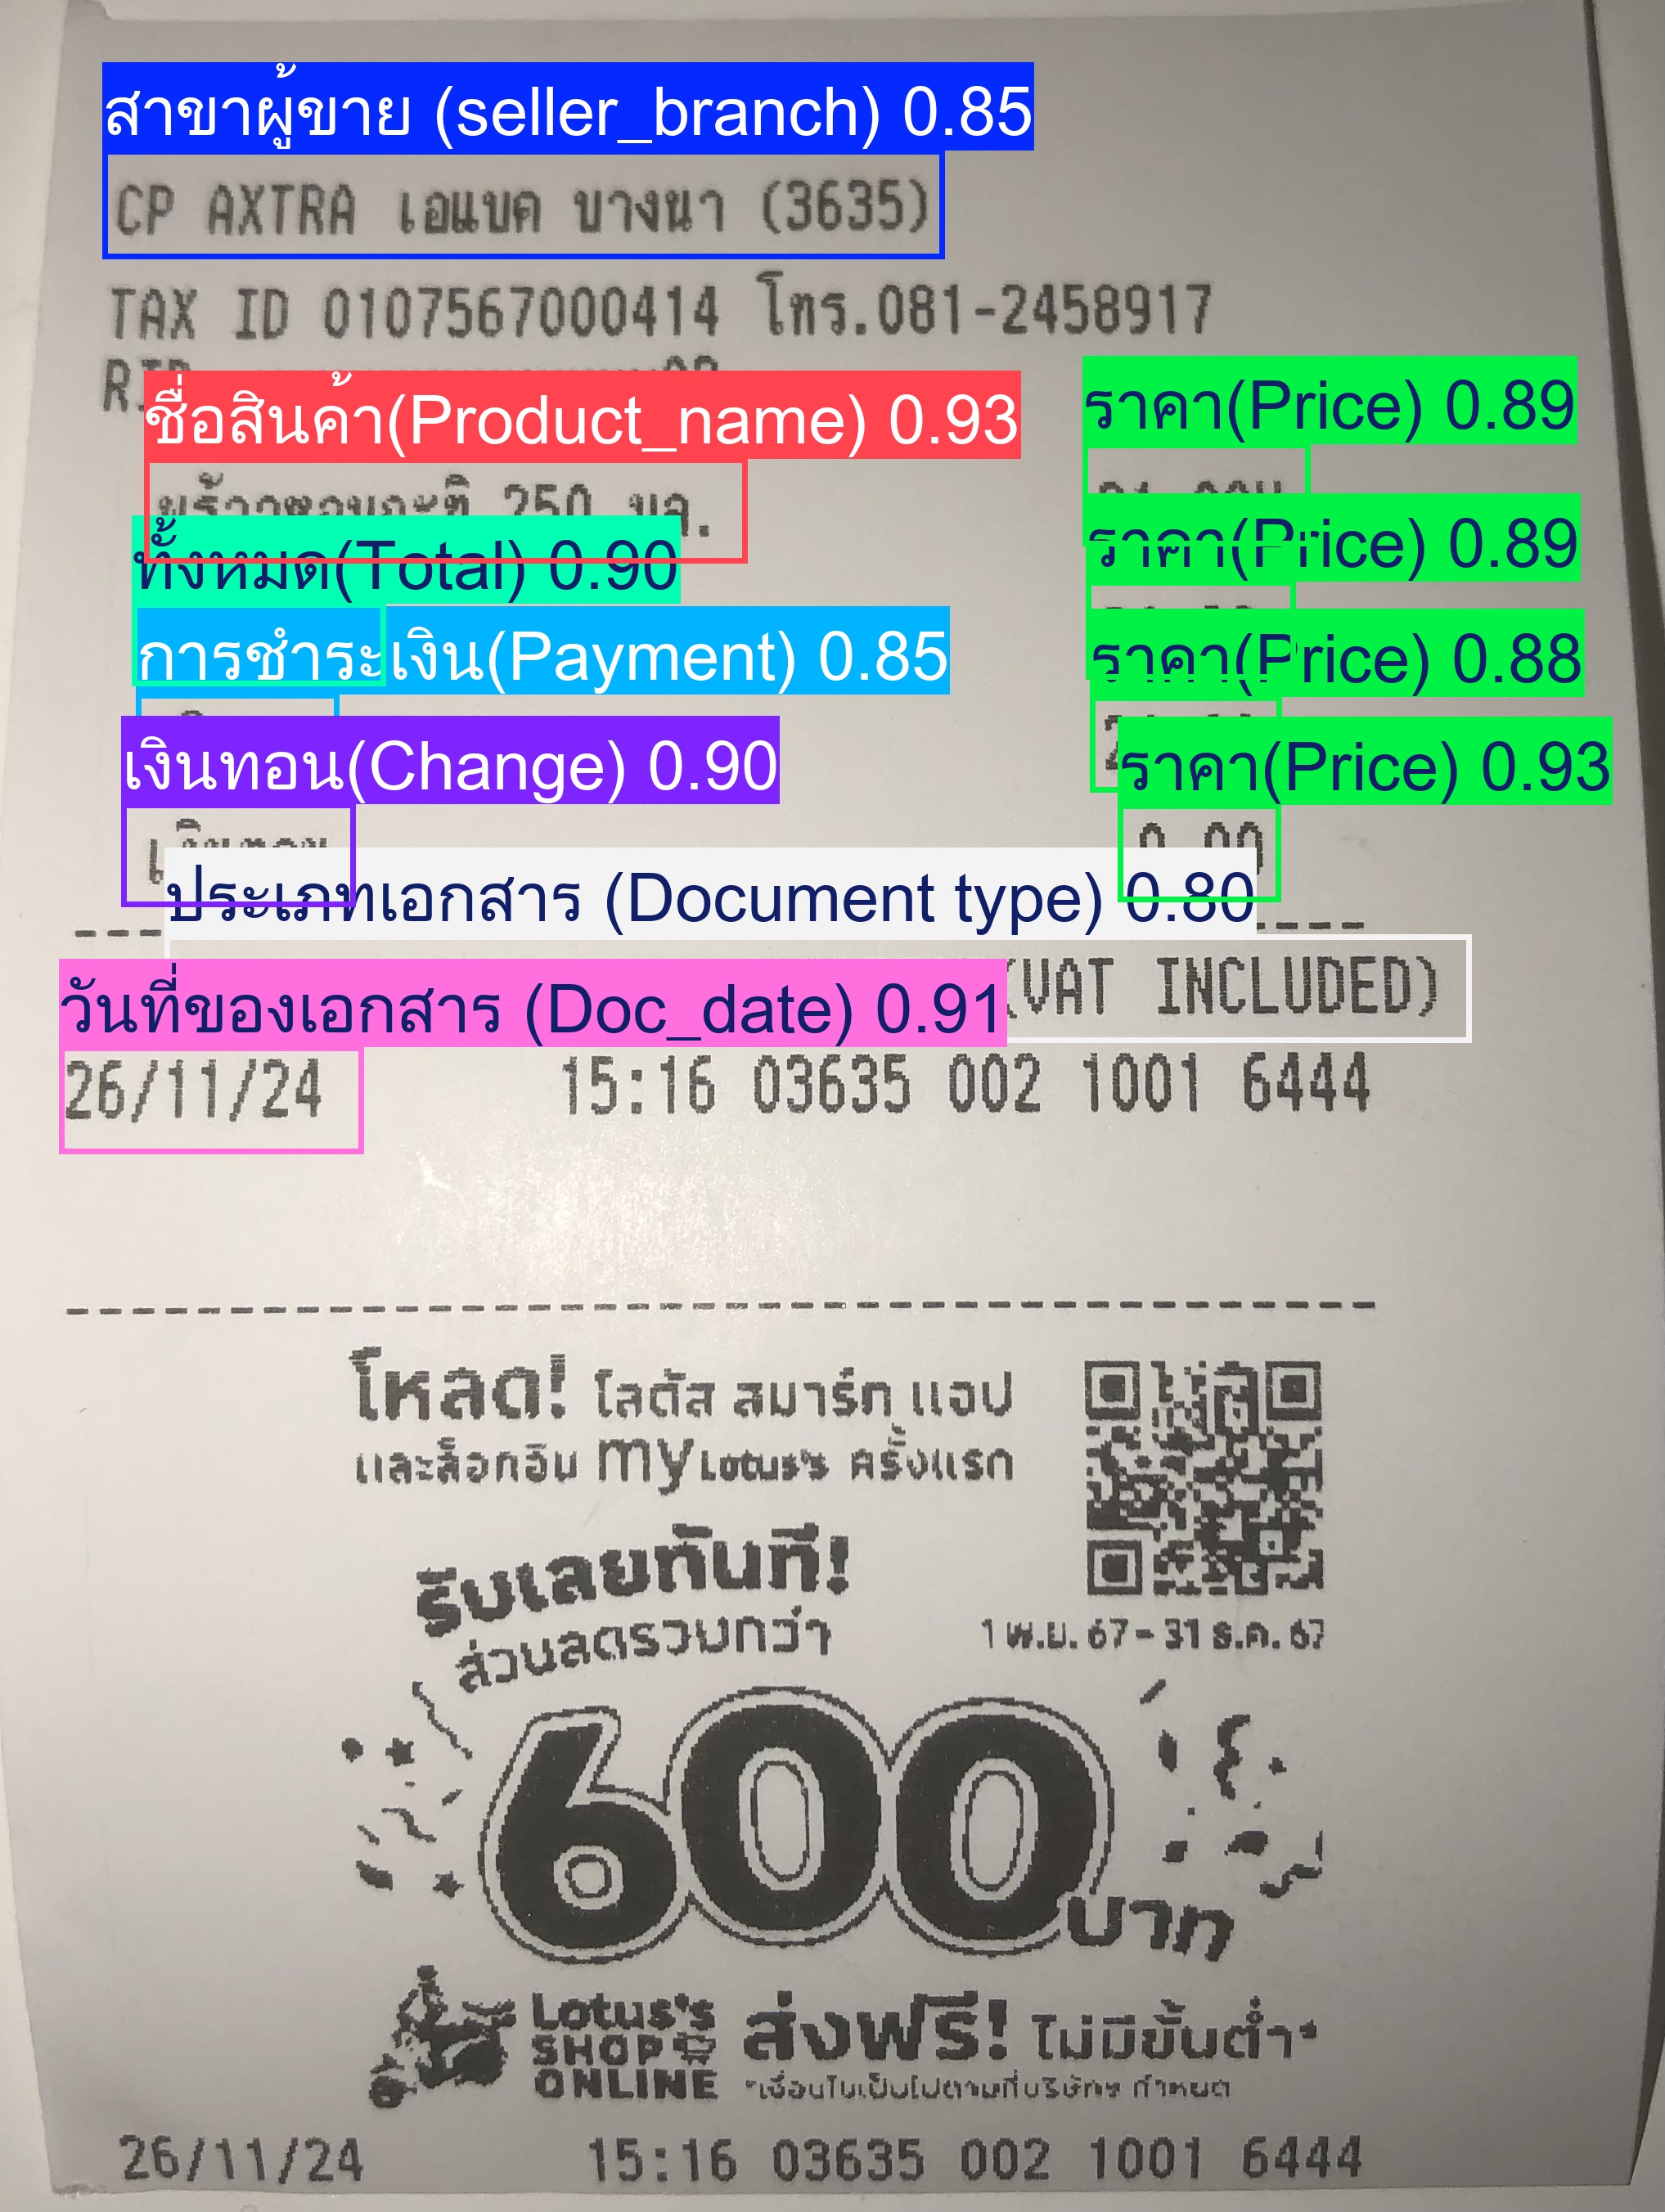 สาขาผู้ขาย (seller_branch) 0.85
CP AXTRA เอแบค บางนา (3635)
TAX ID 0107567000414 โทร.081-2458917
ชื่อสินค้า(Product_name) 0.93 ราคา(Price) 0.89
250 มล.
ทั้งหมด(Total) 0.90 ราคา(Price) 0.89
การชำระเงิน(Payment) 0.85 ราคา(Price) 0.88
เงินทอน(Change) 0.90 ราคา(Price) 0.93
เงินทอน 0.00
ประเภทเอกสาร (Document type) 0.80
(VAT INCLUDED)
วันที่ของเอกสาร (Doc_date) 0.91
26/11/24 15:16 03635 002 1001 6444
โหลด! โลตัส สมาร์ท แอป
และล็อกอิน my Lotus's ครั้งแรก
รับเลยทันที!
ส่วนลดรวมกว่า
1 พ.ย. 67 - 31 ธ.ค. 67
600 บาท
Lotus's SHOP ONLINE
ส่งฟรี! ไม่มีขั้นต่ำ*
*เงื่อนไขเป็นไปตามที่บริษัทฯ กำหนด
26/11/24 15:16 03635 002 1001 6444